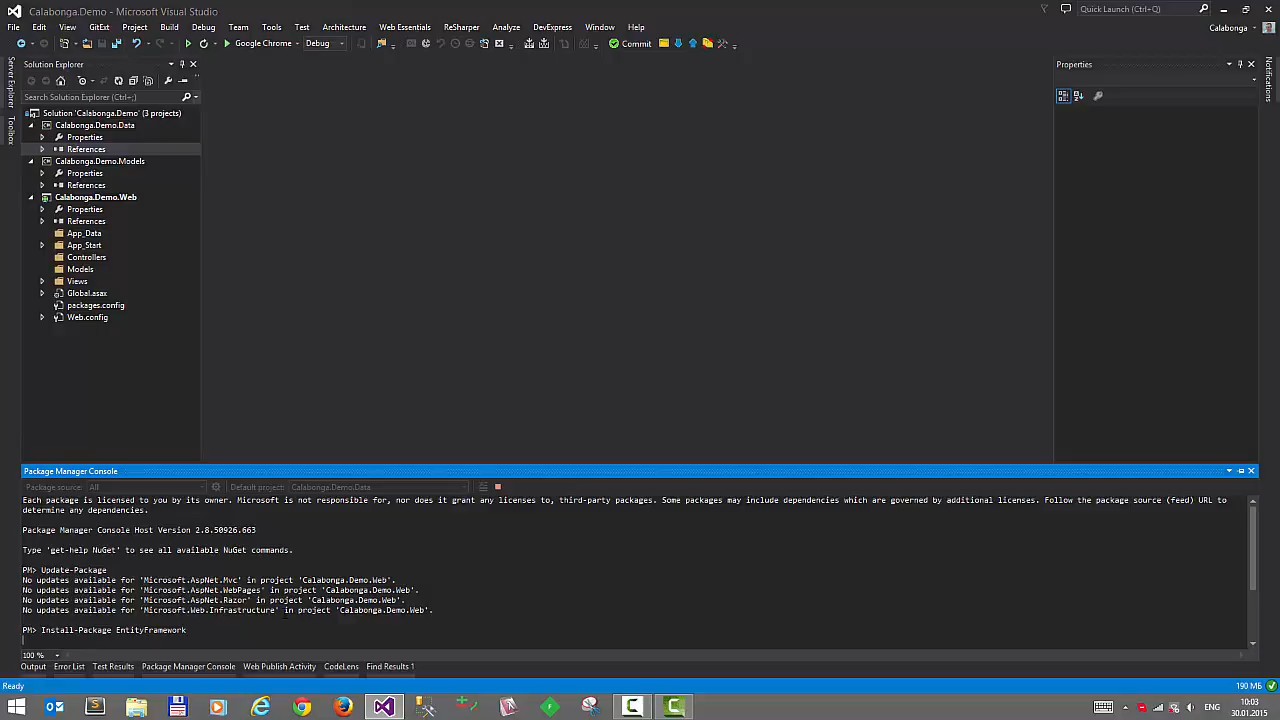 Calabonga.Demo - Microsoft Visual Studio
Quick Launch (Ctrl+Q)
File Edit View GitExt Project Build Debug Team Tools Test Architecture Web Essentials ReSharper Analyze DevExpress Window Help
Calabonga
Google Chrome Debug Commit
Server Explorer
Toolbox
Solution Explorer
Search Solution Explorer (Ctrl+;)
Solution 'Calabonga.Demo' (3 projects)
Calabonga.Demo.Data
Properties
References
Calabonga.Demo.Models
Properties
References
Calabonga.Demo.Web
Properties
References
App_Data
App_Start
Controllers
Models
Views
Global.asax
packages.config
Web.config
Properties
Notifications
Package Manager Console
Package source: All Default project: Calabonga.Demo.Data
Each package is licensed to you by its owner. Microsoft is not responsible for, nor does it grant any licenses to, third-party packages. Some packages may include dependencies which are governed by additional licenses. Follow the package source (feed) URL to
determine any dependencies.
Package Manager Console Host Version 2.8.50926.663
Type 'get-help NuGet' to see all available NuGet commands.
PM> Update-Package
No updates available for 'Microsoft.AspNet.Mvc' in project 'Calabonga.Demo.Web'.
No updates available for 'Microsoft.AspNet.WebPages' in project 'Calabonga.Demo.Web'.
No updates available for 'Microsoft.AspNet.Razor' in project 'Calabonga.Demo.Web'.
No updates available for 'Microsoft.Web.Infrastructure' in project 'Calabonga.Demo.Web'.
PM> Install-Package EntityFramework
100 %
Output Error List Test Results Package Manager Console Web Publish Activity CodeLens Find Results 1
Ready
190 МБ
ENG
10:03
30.01.2015